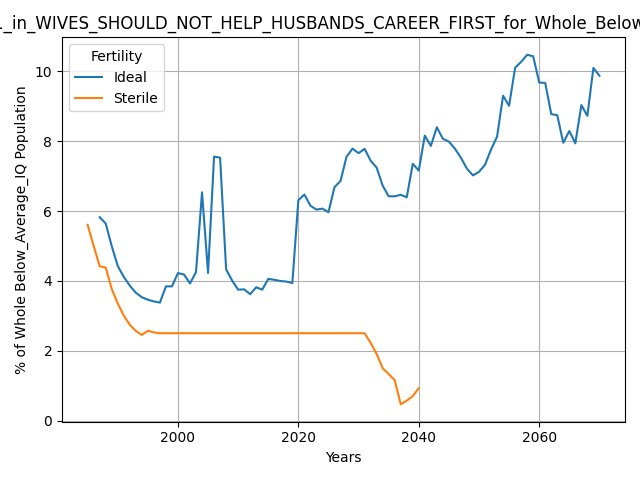 _in_WIVES_SHOULD_NOT_HELP_HUSBANDS_CAREER_FIRST_for_Whole_Below
Fertility
Ideal
Sterile
% of Whole Below_Average_IQ Population
10
8
6
4
2
0
2000 2020 2040 2060
Years